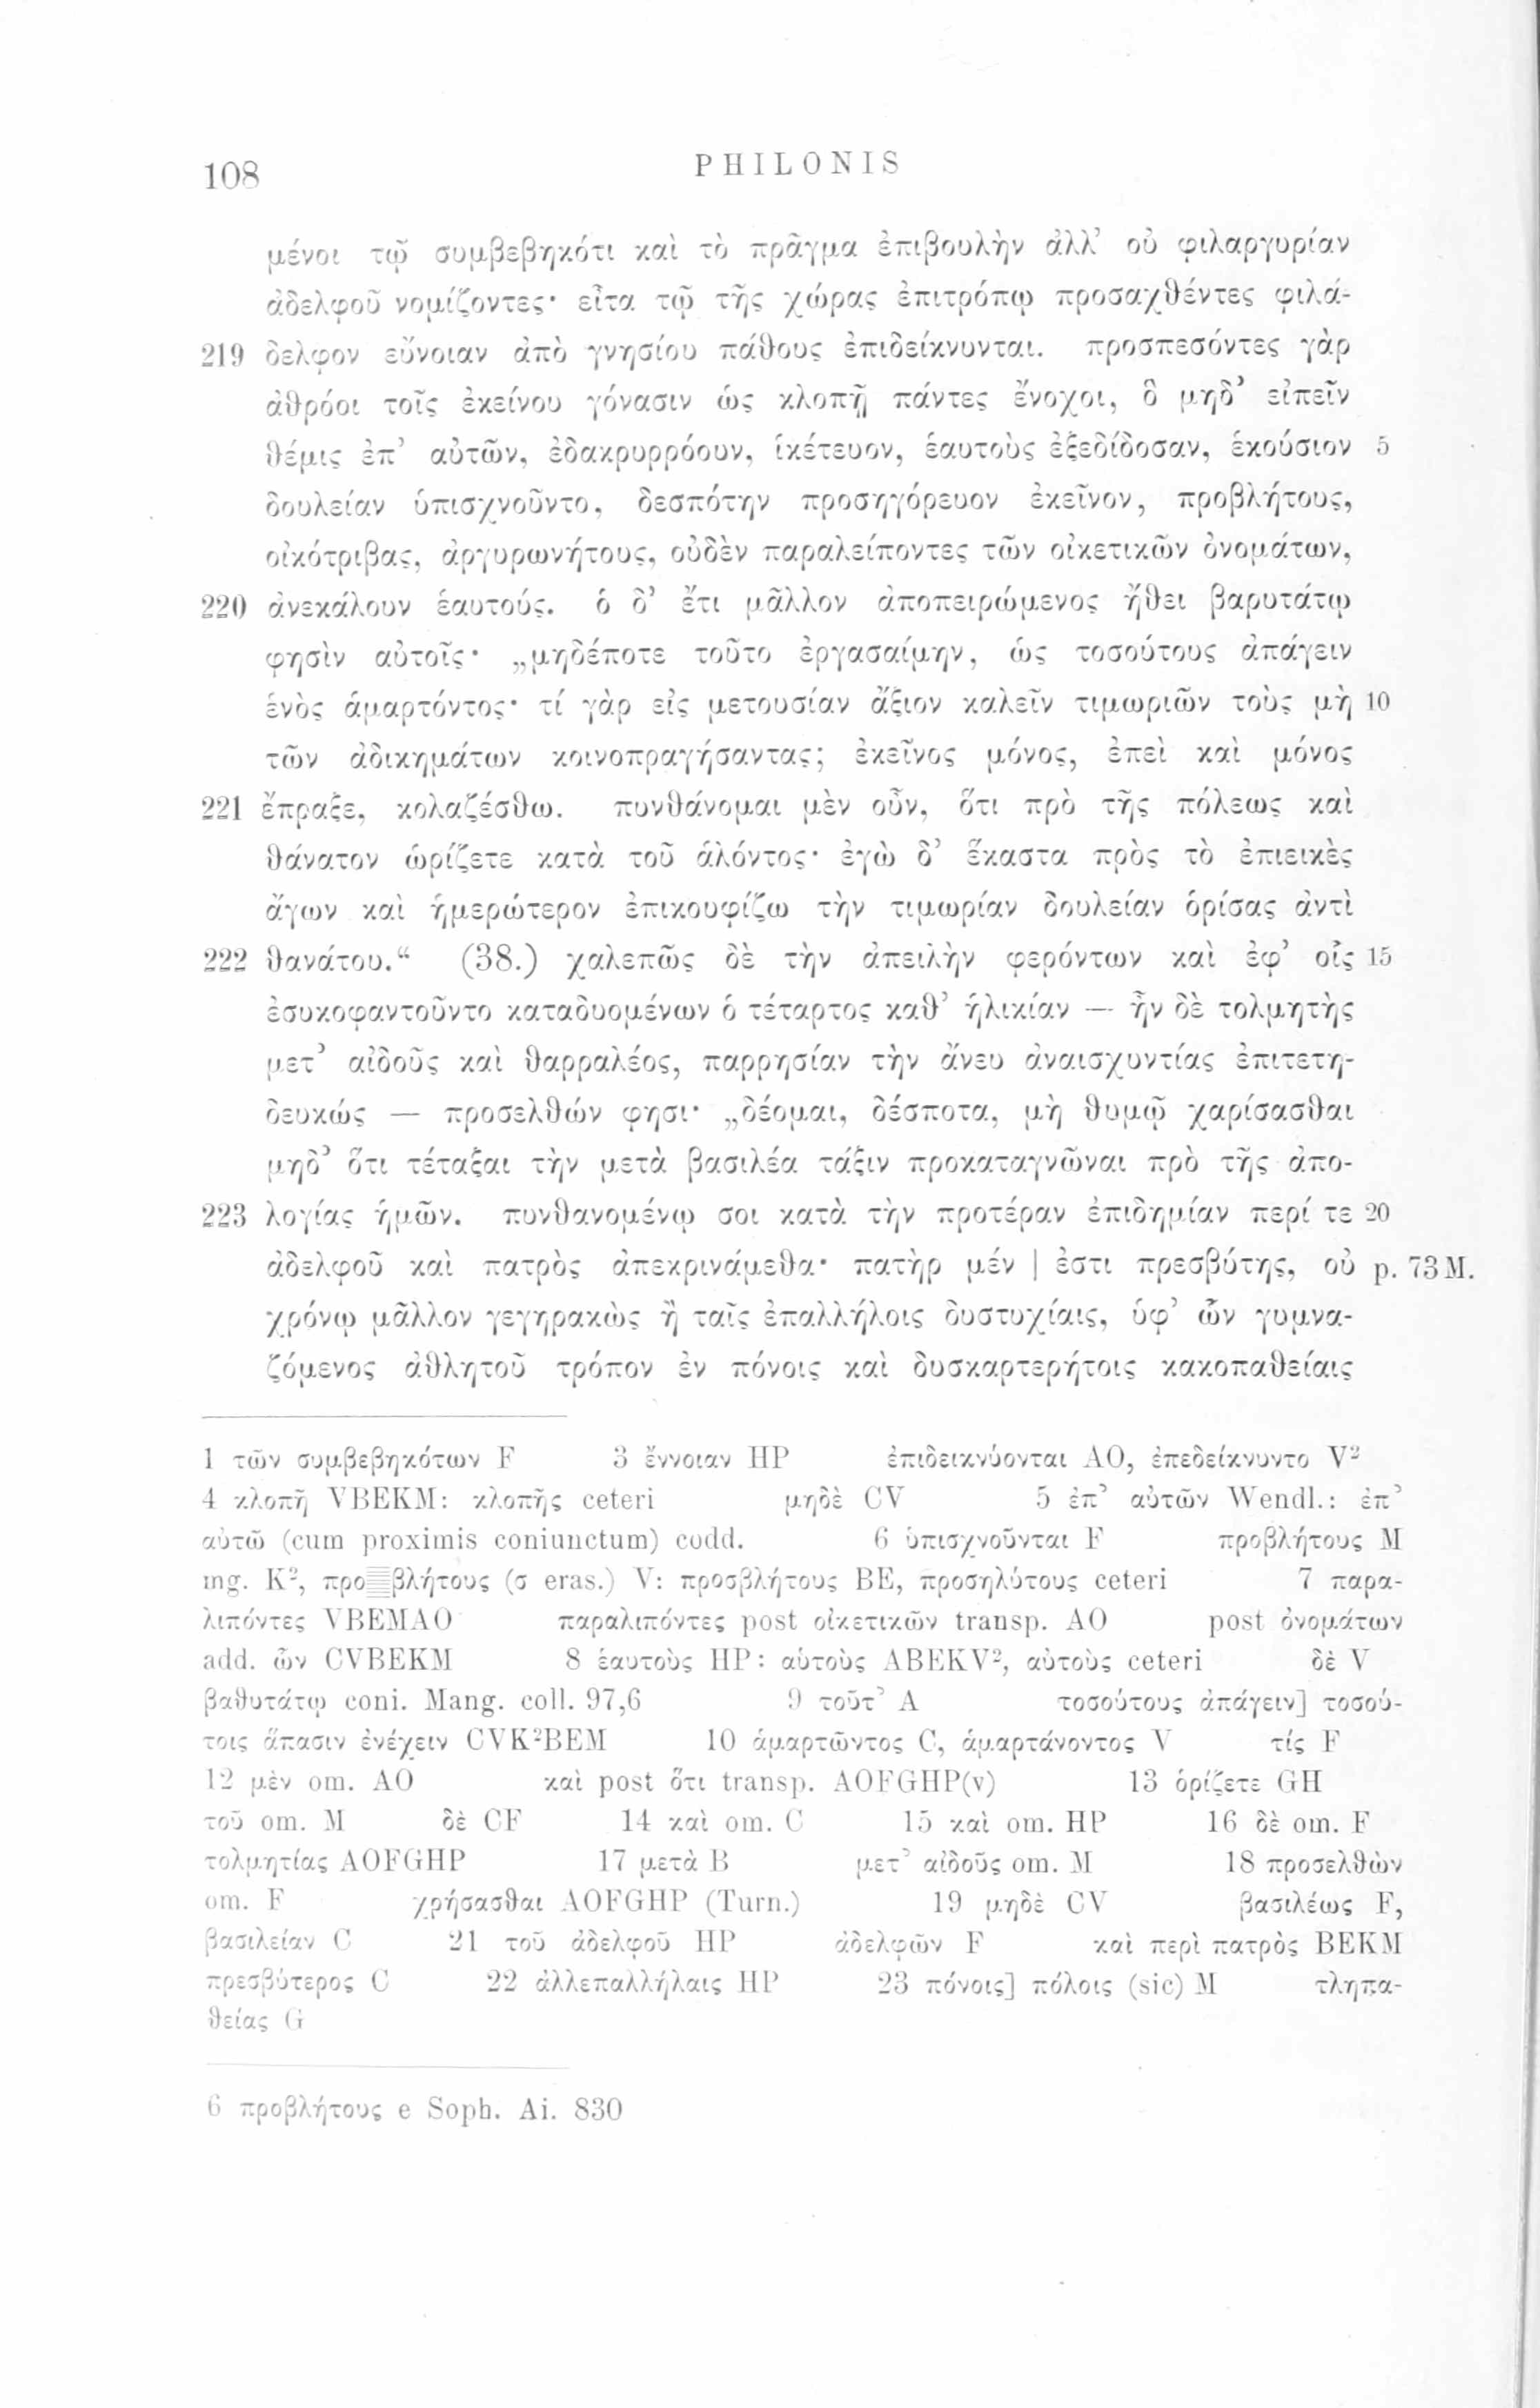 108
PHILONIS
μένοι τῷ συμβεβηκότι καὶ τὸ πρᾶγμα ἐπιβουλὴν ἀλλ’ οὐ φιλαργυρίαν
ἀδελφοῦ νομίζοντες· εἶτα τῷ τῆς χώρας ἐπιτρόπῳ προσαχθέντες φιλά-
219 δελφον εὔνοιαν ἀπὸ γνησίου πάθους ἐπιδείκνυνται. προσπεσόντες γὰρ
ἀθρόοι τοῖς ἐκείνου γόνασιν ὡς κλοπῇ πάντες ἔνοχοι, ὃ μηδ’ εἰπεῖν
θέμις ἐπ’ αὐτῶν, ἐδακρυρρόουν, ἱκέτευον, ἑαυτοὺς ἐξεδίδοσαν, ἑκούσιον 5
δουλείαν ὑπισχνοῦντο, δεσπότην προσηγόρευον ἐκεῖνον, προβλήτους,
οἰκότριβας, ἀργυρωνήτους, οὐδὲν παραλείποντες τῶν οἰκετικῶν ὀνομάτων,
220 ἀνεκάλουν ἑαυτούς. ὁ δ’ ἔτι μᾶλλον ἀποπειρώμενος ἤθει βαρυτάτῳ
φησὶν αὐτοῖς· „μηδέποτε τοῦτο ἐργασαίμην, ὡς τοσούτους ἀπάγειν
ἑνὸς ἁμαρτόντος· τί γὰρ εἰς μετουσίαν ἄξιον καλεῖν τιμωριῶν τοὺς μὴ 10
τῶν ἀδικημάτων κοινοπραγήσαντας; ἐκεῖνος μόνος, ἐπεὶ καὶ μόνος
221 ἔπραξε, κολαζέσθω. πυνθάνομαι μὲν οὖν, ὅτι πρὸ τῆς πόλεως καὶ
θάνατον ὡρίζετε κατὰ τοῦ ἁλόντος· ἐγὼ δ’ ἕκαστα πρὸς τὸ ἐπιεικὲς
ἄγων καὶ ἡμερώτερον ἐπικουφίζω τὴν τιμωρίαν δουλείαν ὁρίσας ἀντὶ
222 θανάτου.“ (38.) χαλεπῶς δὲ τὴν ἀπειλὴν φερόντων καὶ ἐφ’ οἷς 15
ἐσυκοφαντοῦντο καταδυομένων ὁ τέταρτος καθ’ ἡλικίαν — ἦν δὲ τολμητὴς
μετ’ αἰδοῦς καὶ θαρραλέος, παρρησίαν τὴν ἄνευ ἀναισχυντίας ἐπιτετη-
δευκώς — προσελθών φησι· „δέομαι, δέσποτα, μὴ θυμῷ χαρίσασθαι
μηδ’ ὅτι τέταξαι τὴν μετὰ βασιλέα τάξιν προκαταγνῶναι πρὸ τῆς ἀπο-
223 λογίας ἡμῶν. πυνθανομένῳ σοι κατὰ τὴν προτέραν ἐπιδημίαν περί τε 20
ἀδελφοῦ καὶ πατρὸς ἀπεκρινάμεθα· πατὴρ μέν | ἐστι πρεσβύτης, οὐ p. 73 M.
χρόνῳ μᾶλλον γεγηρακὼς ἢ ταῖς ἐπαλλήλοις δυστυχίαις, ὑφ’ ὧν γυμνα-
ζόμενος ἀθλητοῦ τρόπον ἐν πόνοις καὶ δυσκαρτερήτοις κακοπαθείαις
1 τῶν συμβεβηκότων F 3 ἔννοιαν HP ἐπιδεικνύονται AO, ἐπεδείκνυντο V²
4 κλοπῇ VBEKM: κλοπῆς ceteri μηδὲ CV 5 ἐπ’ αὐτῶν Wendl.: ἐπ’
αὐτῶ (cum proximis coniunctum) codd. 6 ὑπισχνοῦνται F προβλήτους M
mg. K², προ βλήτους (σ eras.) V: προσβλήτους BE, προσηλύτους ceteri 7 παρα-
λιπόντες VBEMAO παραλιπόντες post οἰκετικῶν transp. AO post ὀνομάτων
add. ὧν CVBEKM 8 ἑαυτοὺς HP: αὑτοὺς ABEKV², αὐτοὺς ceteri δὲ V
βαθυτάτῳ coni. Mang. coll. 97,6 9 τοῦτ’ A τοσούτους ἀπάγειν] τοσού-
τοις ἅπασιν ἐνέχειν CVK²BEM 10 ἁμαρτῶντος C, ἁμαρτάνοντος V τίς F
12 μὲν om. AO καὶ post ὅτι transp. AOFGHP(v) 13 ὁρίζετε GH
τοῦ om. M δὲ CF 14 καὶ om. C 15 καὶ om. HP 16 δὲ om. F
τολμητίας AOFGHP 17 μετὰ B μετ’ αἰδοῦς om. M 18 προσελθὼν
om. F χρήσασθαι AOFGHP (Turn.) 19 μηδὲ CV βασιλέως F,
βασιλείαν C 21 τοῦ ἀδελφοῦ HP ἀδελφῶν F καὶ περὶ πατρὸς BEKM
πρεσβύτερος C 22 ἀλλεπαλλήλαις HP 23 πόνοις] πόλοις (sic) M τληπα-
θείας G
6 προβλήτους e Soph. Ai. 830